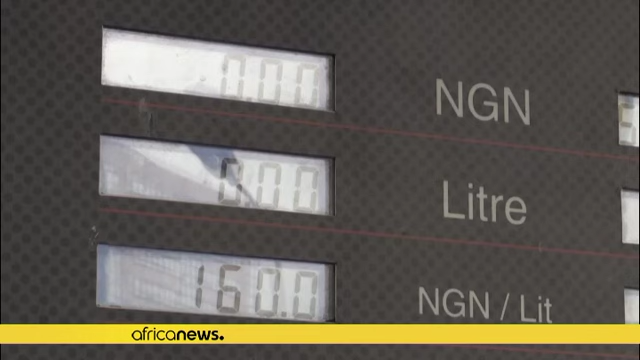 0.00 NGN
0.00 Litre
160.0 NGN / Lit
africanews.